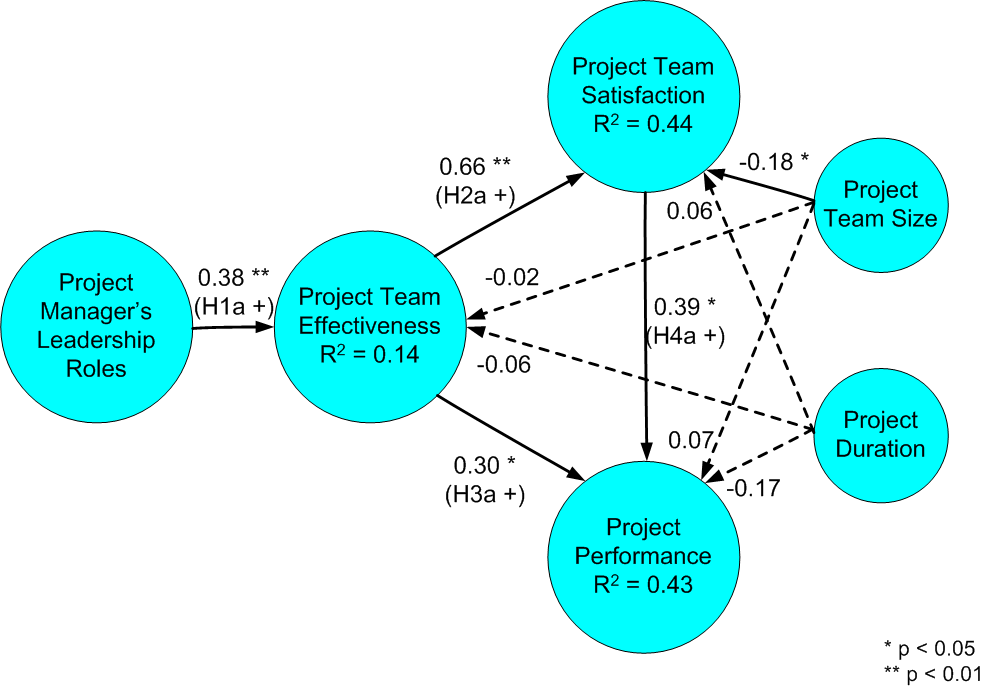 Project Team
Satisfaction
R² = 0.44
0.66 **
(H2a +)
-0.18 *
Project
Team Size
0.06
Project
Manager's
Leadership
Roles
0.38 **
(H1a +)
Project Team
Effectiveness
R² = 0.14
-0.02
0.39 *
(H4a +)
-0.06
Project
Duration
0.30 *
(H3a +)
0.07
-0.17
Project
Performance
R² = 0.43
* p < 0.05
** p < 0.01